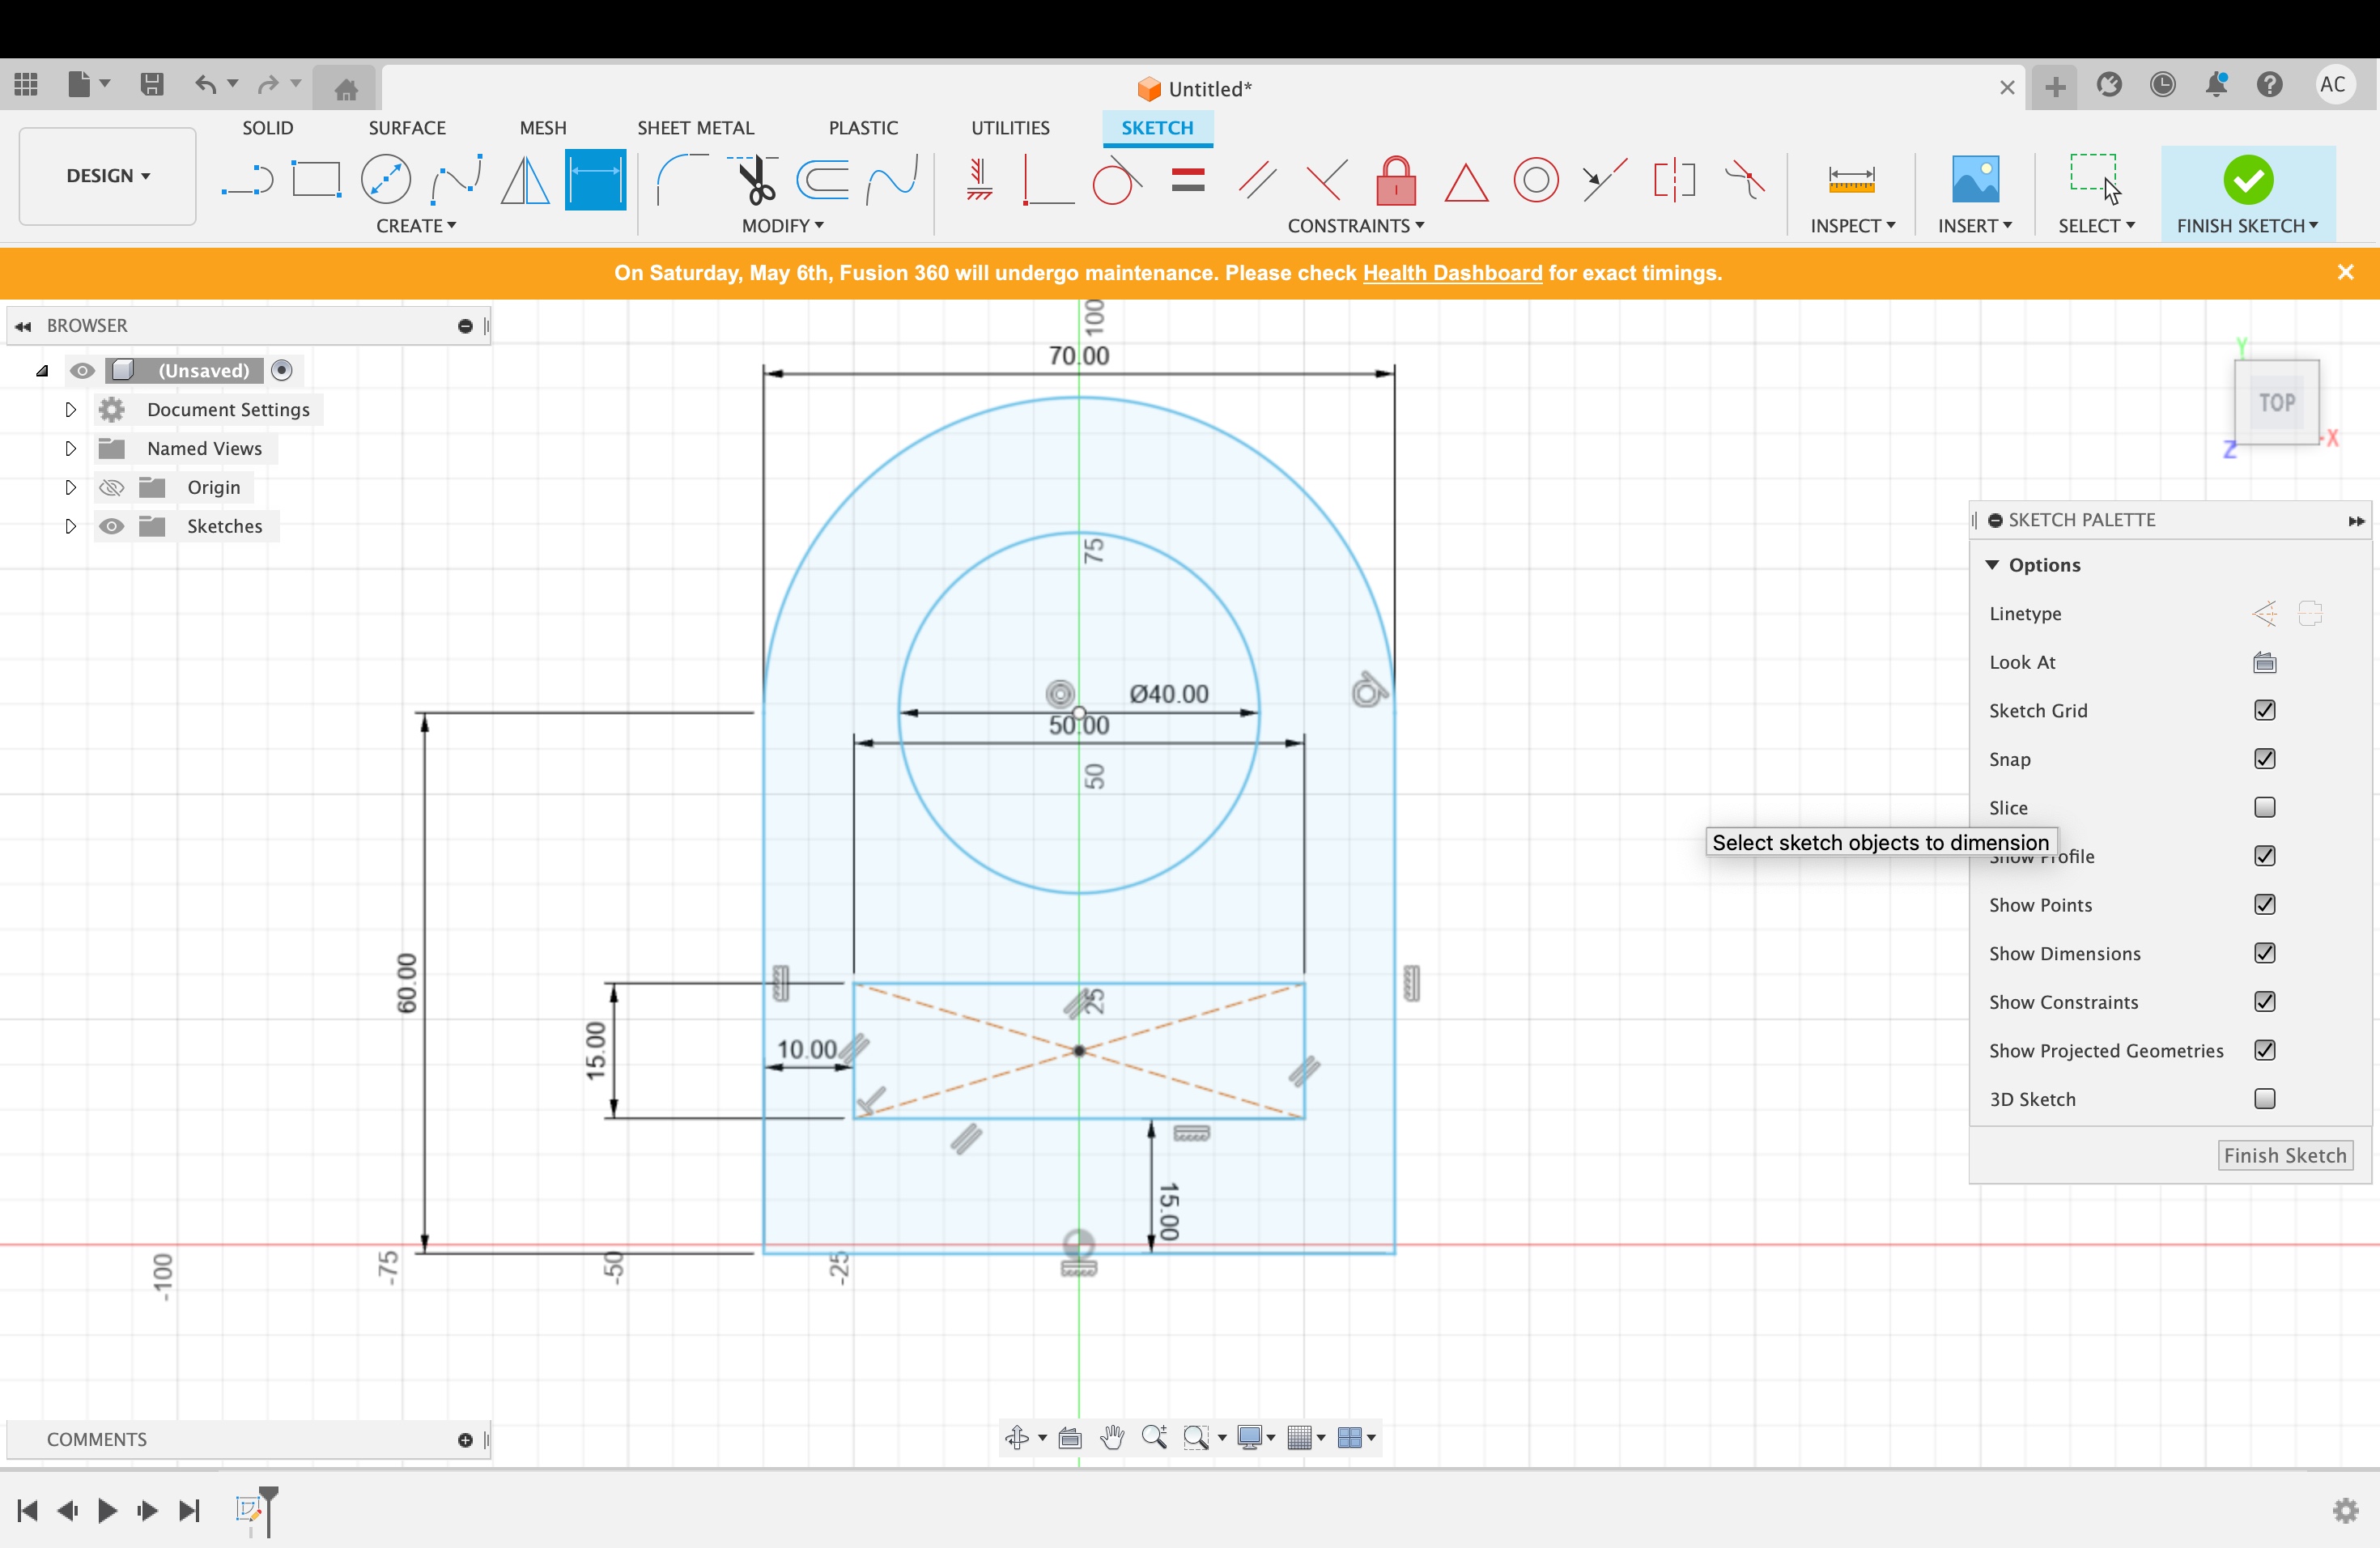 Untitled*
AC
SOLID SURFACE MESH SHEET METAL PLASTIC UTILITIES SKETCH
DESIGN
CREATE MODIFY CONSTRAINTS INSPECT INSERT SELECT FINISH SKETCH
On Saturday, May 6th, Fusion 360 will undergo maintenance. Please check Health Dashboard for exact timings.
BROWSER
(Unsaved)
Document Settings
Named Views
Origin
Sketches
100
70.00
75
Ø40.00
50.00
50
60.00
15.00
10.00
25
15.00
-100
-75
-50
-25
Y
TOP
X
Z
SKETCH PALETTE
Options
Linetype
Look At
Sketch Grid
Snap
Slice
Select sketch objects to dimension
Show Profile
Show Points
Show Dimensions
Show Constraints
Show Projected Geometries
3D Sketch
Finish Sketch
COMMENTS